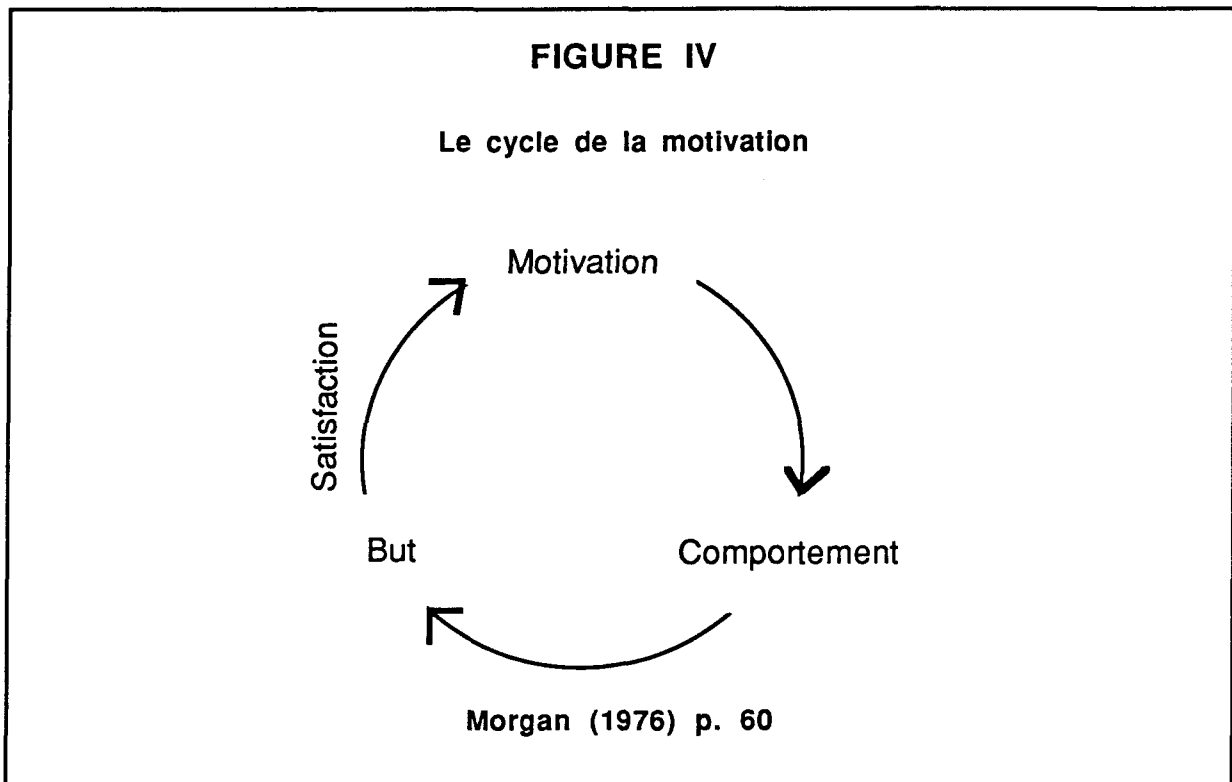 FIGURE IV
Le cycle de la motivation
Motivation
Satisfaction
But
Comportement
Morgan (1976) p. 60